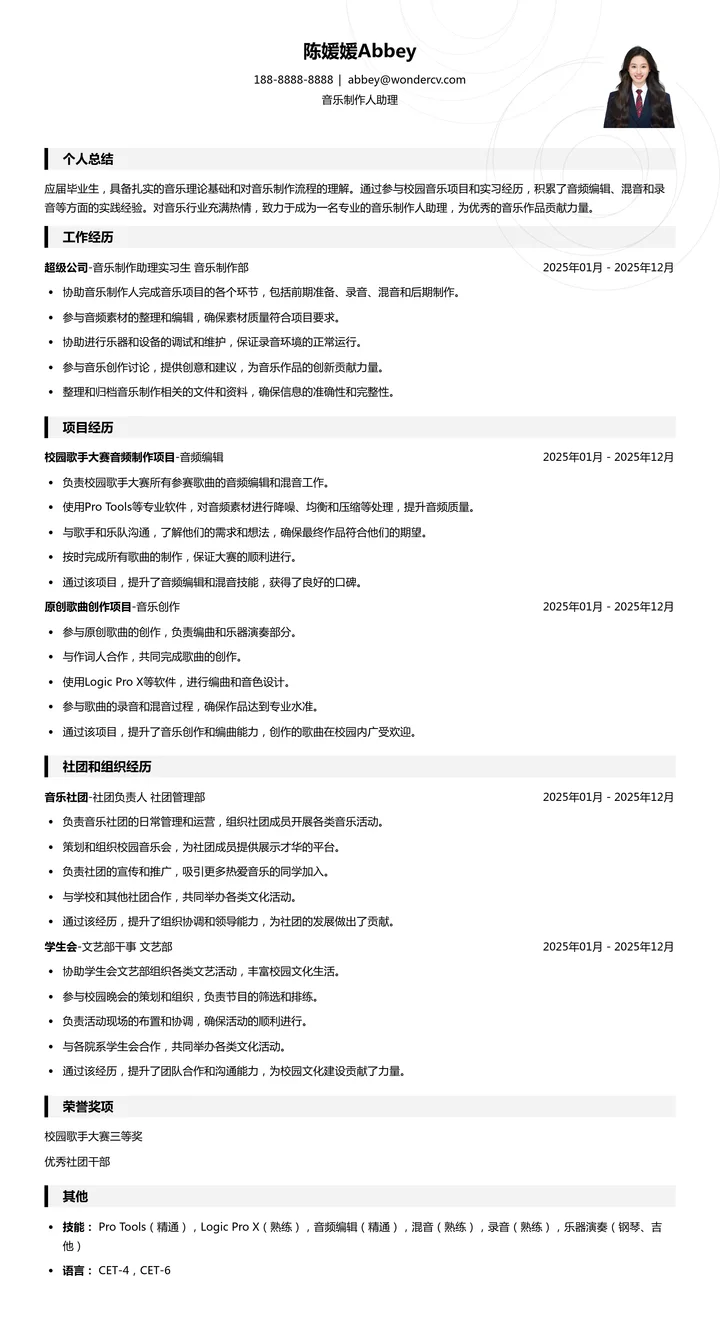 陈媛媛Abbey
188-8888-8888 | abbey@wondercv.com
音乐制作人助理
个人总结
应届毕业生，具备扎实的音乐理论基础和对音乐制作流程的理解。通过参与校园音乐项目和实习经历，积累了音频编辑、混音和录
音等方面的实践经验。对音乐行业充满热情，致力于成为一名专业的音乐制作人助理，为优秀的音乐作品贡献力量。
工作经历
超级公司-音乐制作助理实习生 音乐制作部 2025年01月 - 2025年12月
• 协助音乐制作人完成音乐项目的各个环节，包括前期准备、录音、混音和后期制作。
• 参与音频素材的整理和编辑，确保素材质量符合项目要求。
• 协助进行乐器和设备的调试和维护，保证录音环境的正常运行。
• 参与音乐创作讨论，提供创意和建议，为音乐作品的创新贡献力量。
• 整理和归档音乐制作相关的文件和资料，确保信息的准确性和完整性。
项目经历
校园歌手大赛音频制作项目-音频编辑 2025年01月 - 2025年12月
• 负责校园歌手大赛所有参赛歌曲的音频编辑和混音工作。
• 使用Pro Tools等专业软件，对音频素材进行降噪、均衡和压缩等处理，提升音频质量。
• 与歌手和乐队沟通，了解他们的需求和想法，确保最终作品符合他们的期望。
• 按时完成所有歌曲的制作，保证大赛的顺利进行。
• 通过该项目，提升了音频编辑和混音技能，获得了良好的口碑。
原创歌曲创作项目-音乐创作 2025年01月 - 2025年12月
• 参与原创歌曲的创作，负责编曲和乐器演奏部分。
• 与作词人合作，共同完成歌曲的创作。
• 使用Logic Pro X等软件，进行编曲和音色设计。
• 参与歌曲的录音和混音过程，确保作品达到专业水准。
• 通过该项目，提升了音乐创作和编曲能力，创作的歌曲在校园内广受欢迎。
社团和组织经历
音乐社团-社团负责人 社团管理部 2025年01月 - 2025年12月
• 负责音乐社团的日常管理和运营，组织社团成员开展各类音乐活动。
• 策划和组织校园音乐会，为社团成员提供展示才华的平台。
• 负责社团的宣传和推广，吸引更多热爱音乐的同学加入。
• 与学校和其他社团合作，共同举办各类文化活动。
• 通过该经历，提升了组织协调和领导能力，为社团的发展做出了贡献。
学生会-文艺部干事 文艺部 2025年01月 - 2025年12月
• 协助学生会文艺部组织各类文艺活动，丰富校园文化生活。
• 参与校园晚会的策划和组织，负责节目的筛选和排练。
• 负责活动现场的布置和协调，确保活动的顺利进行。
• 与各院系学生会合作，共同举办各类文化活动。
• 通过该经历，提升了团队合作和沟通能力，为校园文化建设贡献了力量。
荣誉奖项
校园歌手大赛三等奖
优秀社团干部
其他
• 技能： Pro Tools（精通），Logic Pro X（熟练），音频编辑（精通），混音（熟练），录音（熟练），乐器演奏（钢琴、吉
他）
• 语言： CET-4，CET-6